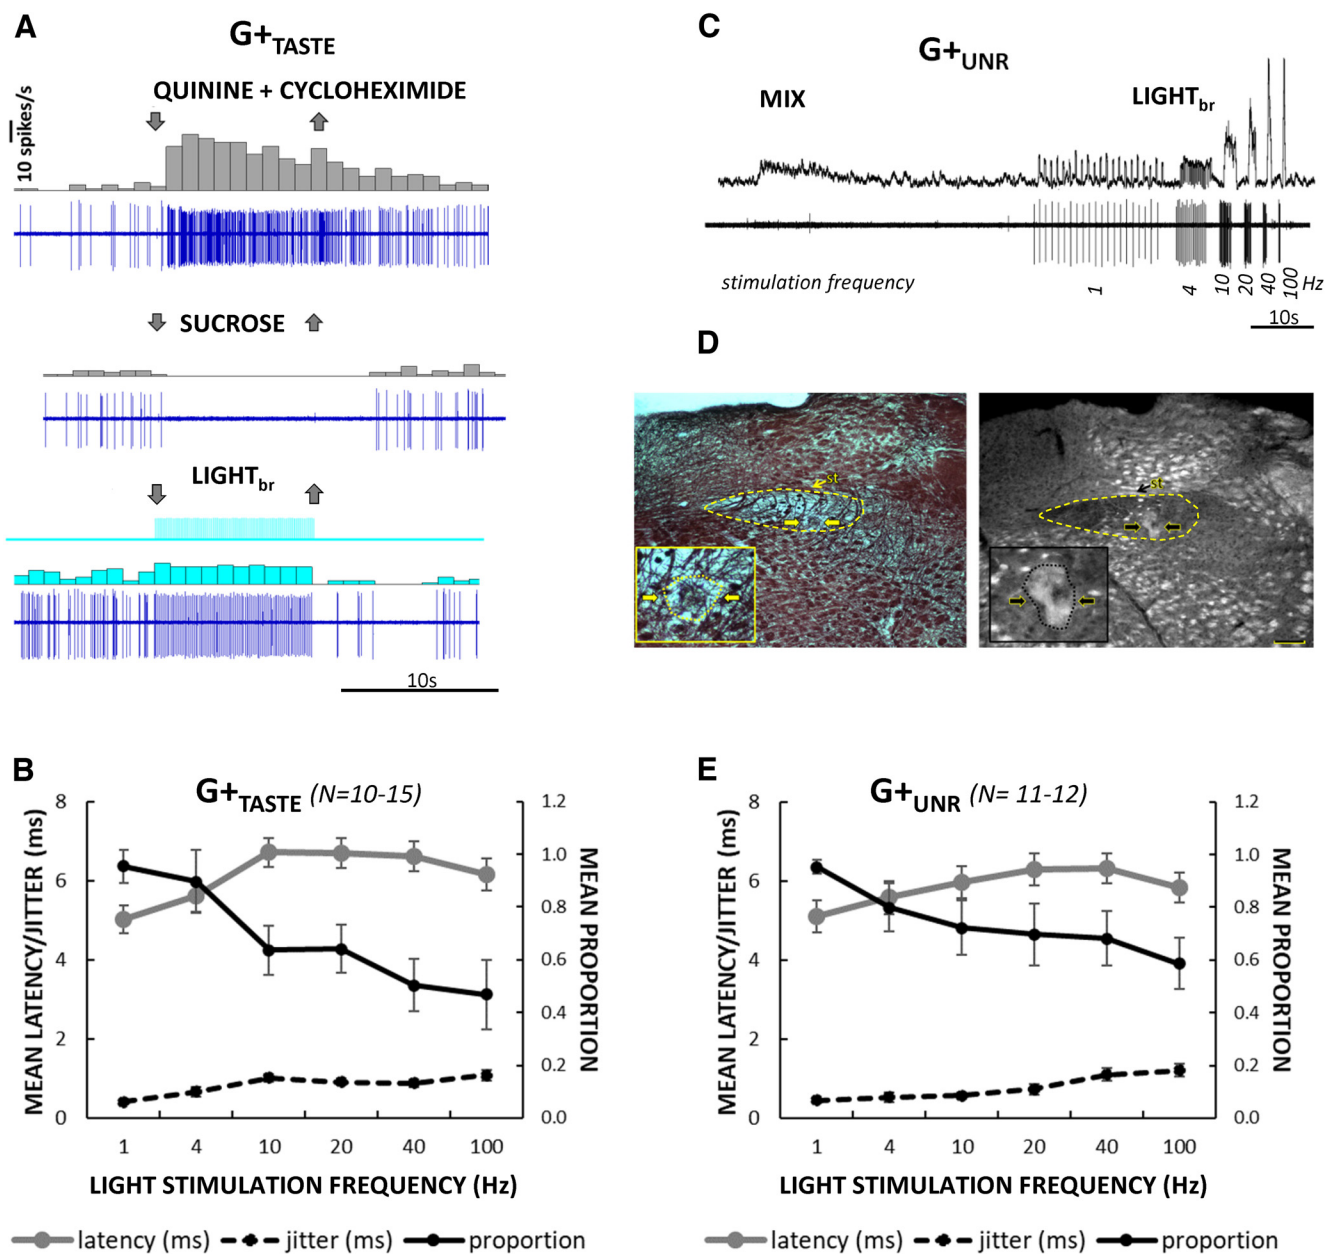 A
G+TASTE
QUININE + CYCLOHEXIMIDE
10 spikes/s
SUCROSE
LIGHTbr
10s
C
G+UNR
MIX
LIGHTbr
stimulation frequency
1
4
10
20
40
100
Hz
10s
D
st
st
B
G+TASTE (N=10-15)
MEAN LATENCY/JITTER (ms)
8
6
4
2
0
1.2
1.0
0.8
0.6
0.4
0.2
0.0
MEAN PROPORTION
1 4 10 20 40 100
LIGHT STIMULATION FREQUENCY (Hz)
latency (ms) jitter (ms) proportion
E
G+UNR (N= 11-12)
MEAN LATENCY/JITTER (ms)
8
6
4
2
0
1.2
1.0
0.8
0.6
0.4
0.2
0.0
MEAN PROPORTION
1 4 10 20 40 100
LIGHT STIMULATION FREQUENCY (Hz)
latency (ms) jitter (ms) proportion